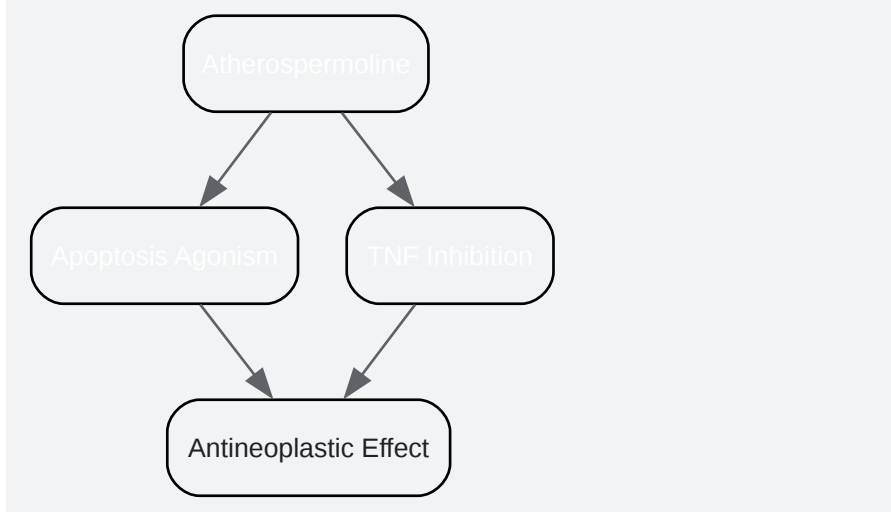 Atherospermoline
Apoptosis Agonism
TNF Inhibition
Antineoplastic Effect